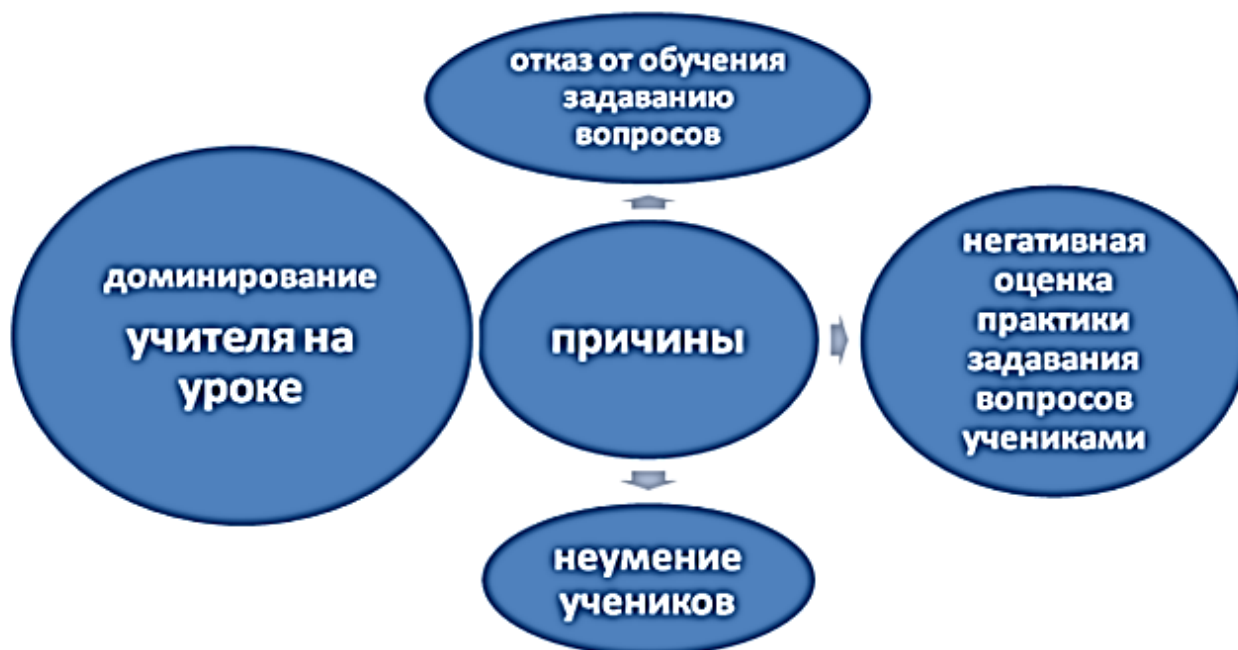 отказ от обучения
задаванию
вопросов
доминирование
учителя на
уроке
причины
негативная
оценка
практики
задавания
вопросов
учениками
неумение
учеников